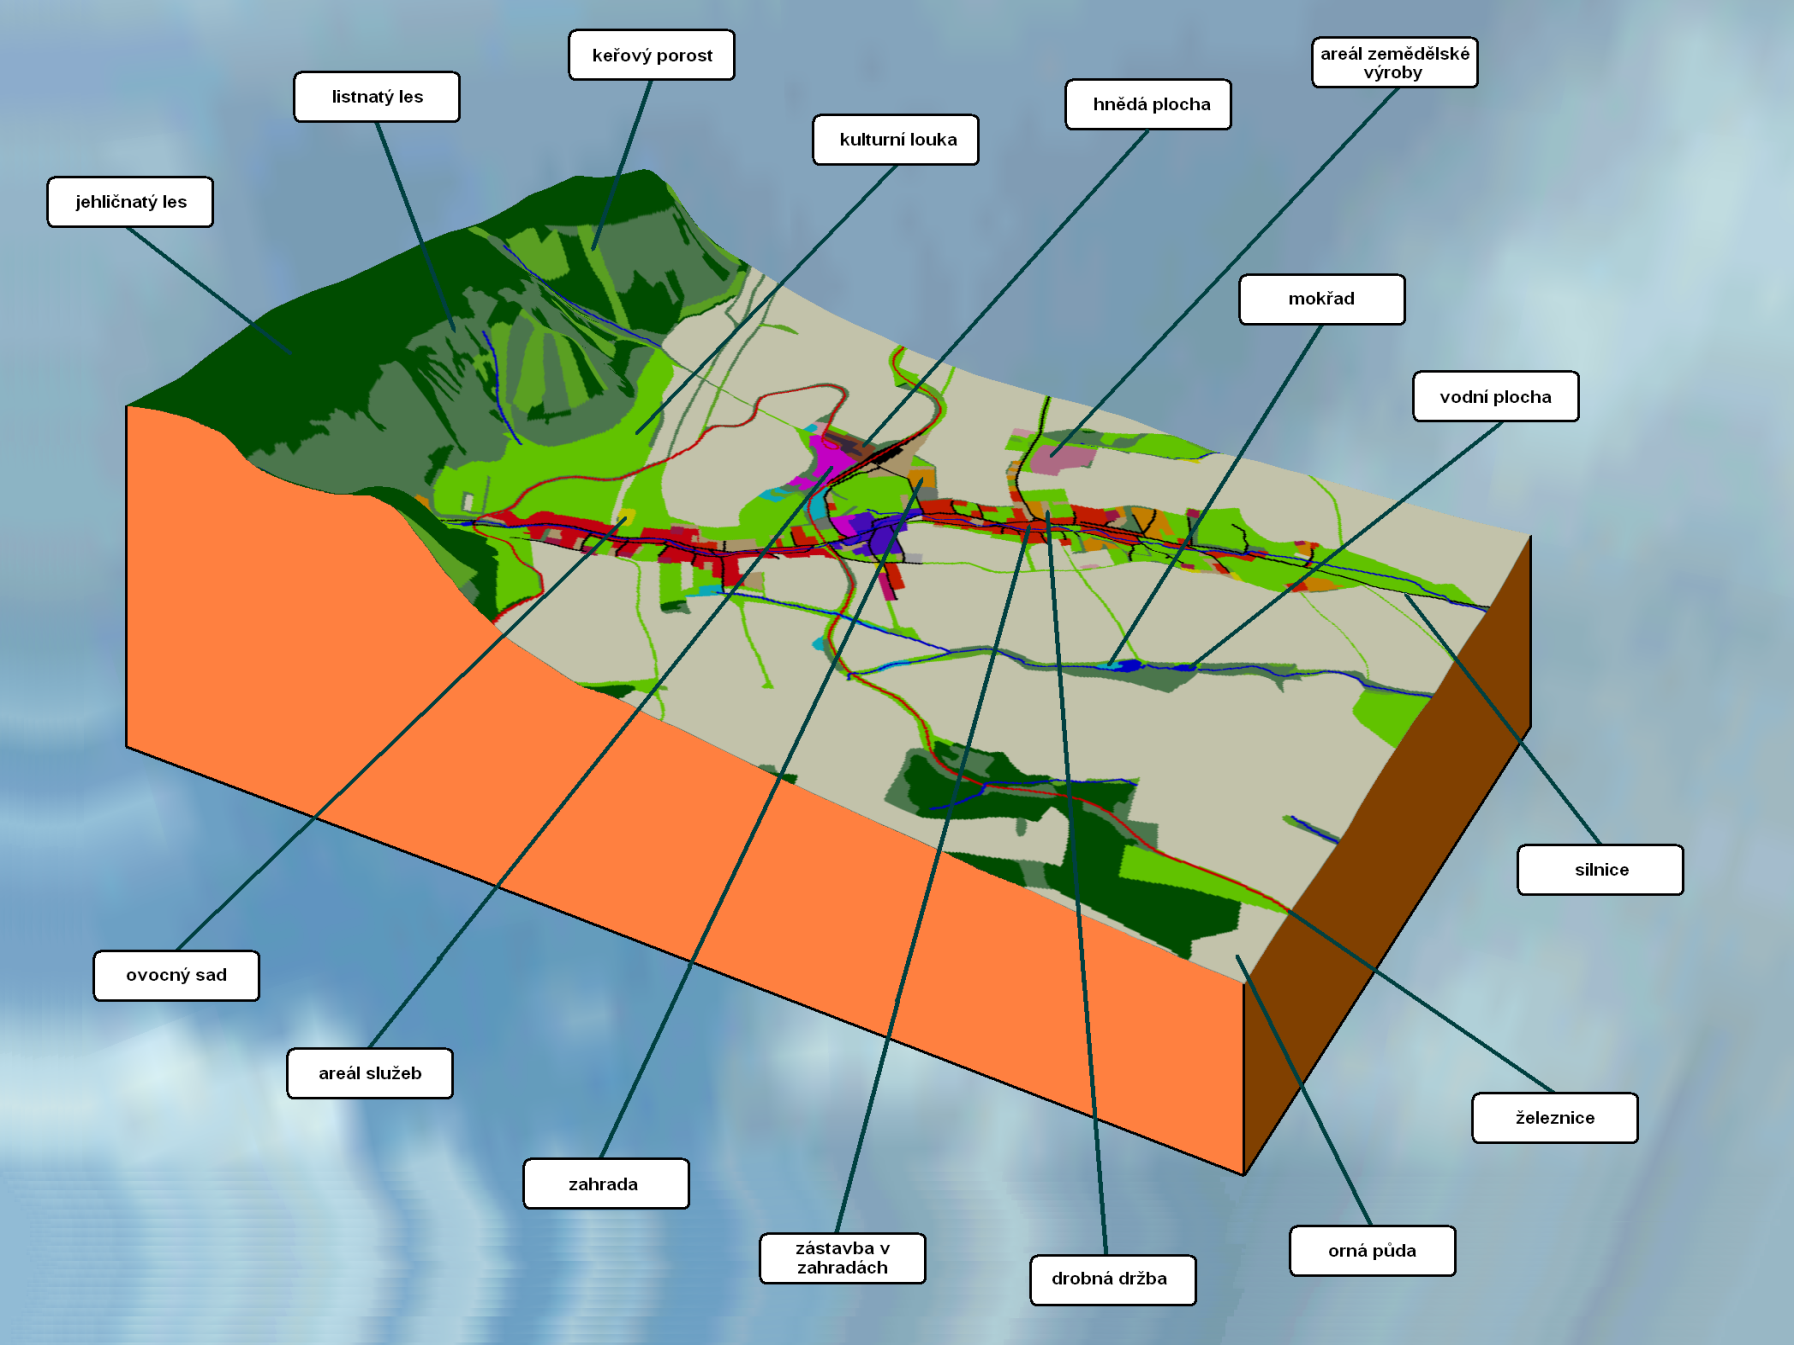 keřový porost
areál zemědělské
výroby
listnatý les
hnědá plocha
kulturní louka
jehličnatý les
mokřad
vodní plocha
silnice
ovocný sad
areál služeb
železnice
zahrada
zástavba v
zahradách
orná půda
drobná držba